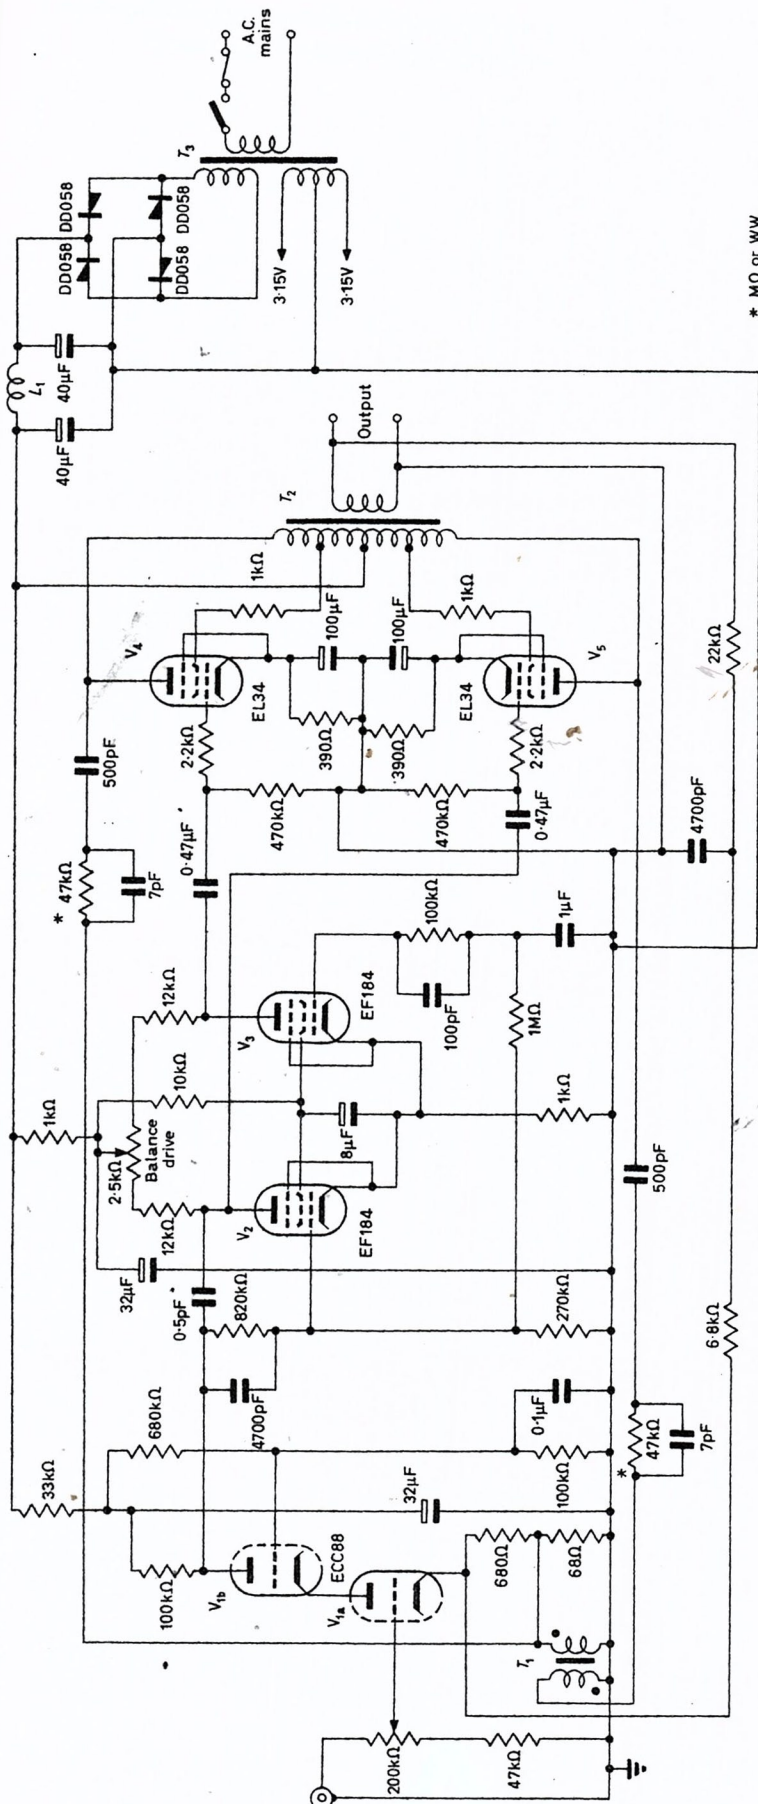 33kΩ
680kΩ
100kΩ
V1b
ECC88
V1a
200kΩ
47kΩ
T1
680Ω
68Ω
32μF
100kΩ
0·1μF
4700pF
820kΩ
0·5pF
270kΩ
32μF
1kΩ
2·5kΩ
Balance
drive
12kΩ
12kΩ
10kΩ
V2
EF184
8μF
V3
EF184
1kΩ
1MΩ
100pF
100kΩ
1μF
* 47kΩ
7pF
500pF
0·47μF
470kΩ
470kΩ
0·47μF
2·2kΩ
2·2kΩ
V4
EL34
EL34
V5
390Ω
390Ω
100μF
100μF
1kΩ
1kΩ
T2
Output
* 47kΩ
7pF
500pF
6·8kΩ
4700pF
22kΩ
40μF
40μF
L1
DD058
DD058
DD058
DD058
T3
3·15V
3·15V
A.C.
mains
* MΩ or WW